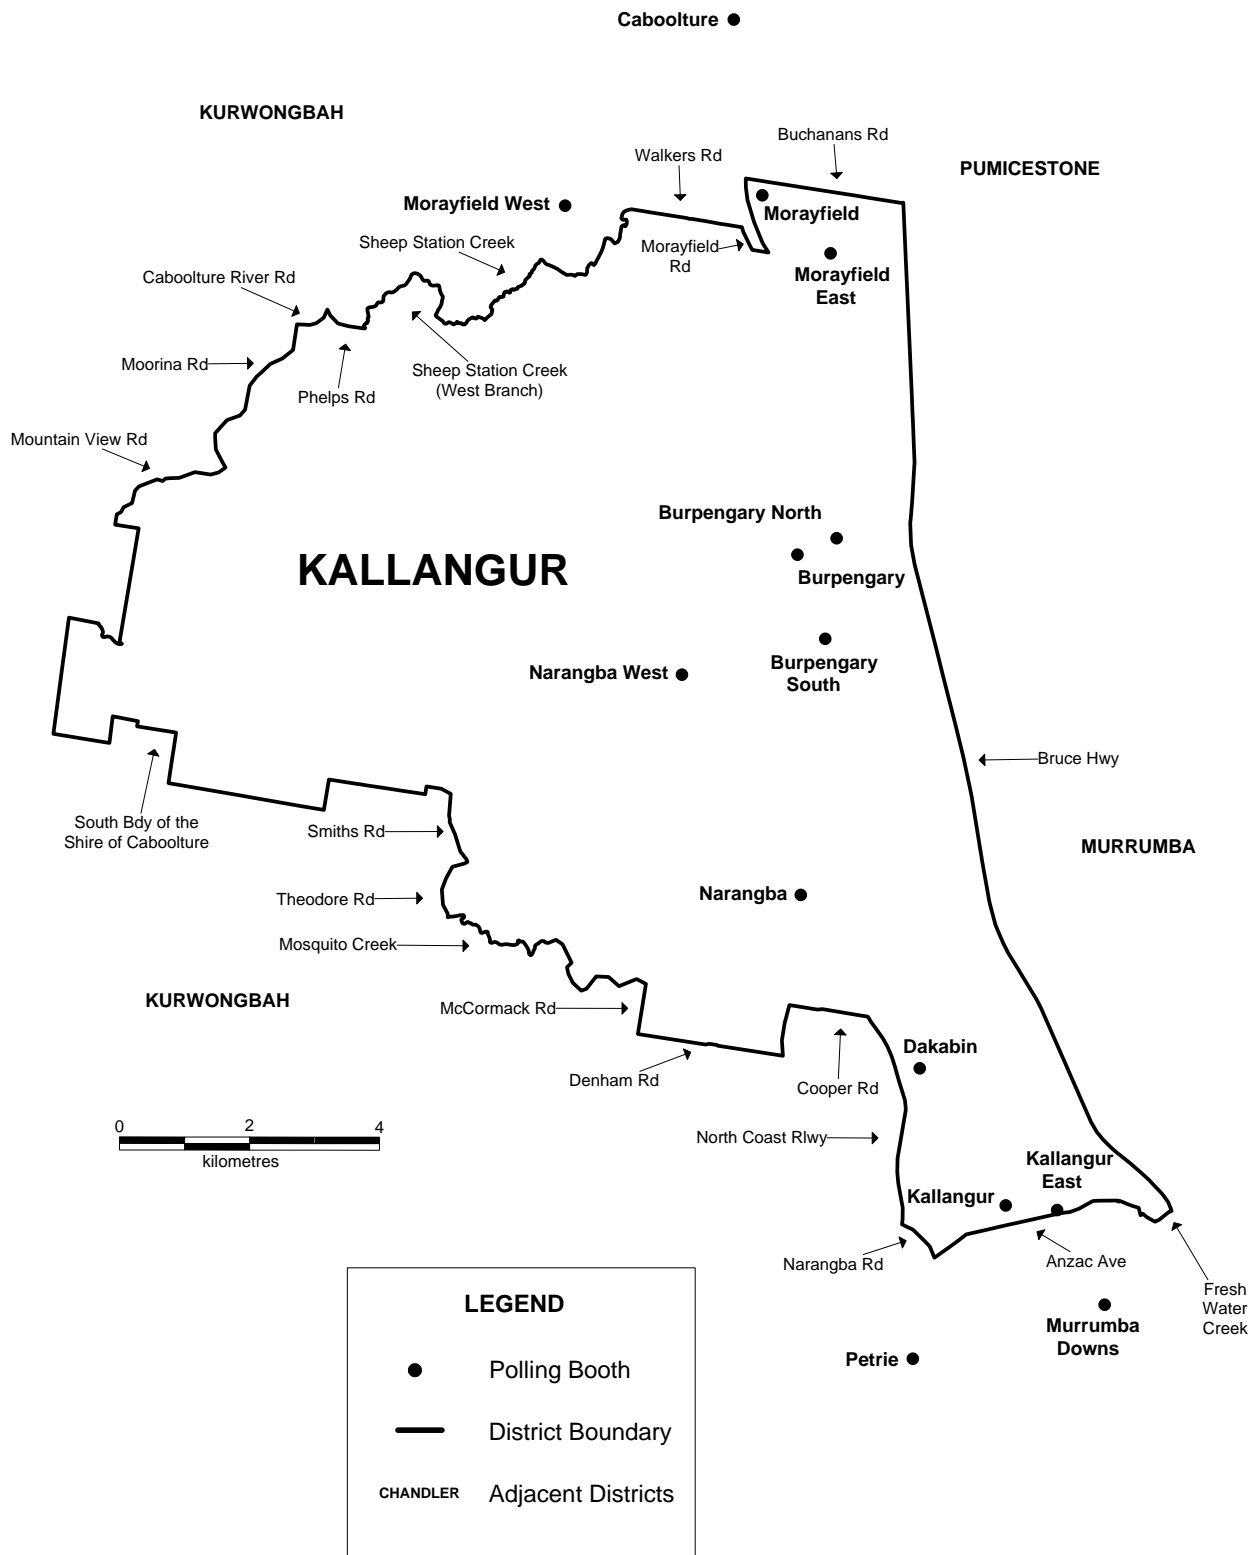 Caboolture
KURWONGBAH
Buchanans Rd
Walkers Rd
PUMICESTONE
Morayfield West
Morayfield
Sheep Station Creek
Morayfield
Rd
Morayfield
East
Caboolture River Rd
Moorina Rd
Phelps Rd
Sheep Station Creek
(West Branch)
Mountain View Rd
Burpengary North
KALLANGUR
Burpengary
Narangba West
Burpengary
South
Bruce Hwy
South Bdy of the
Shire of Caboolture
Smiths Rd
MURRUMBA
Theodore Rd
Narangba
Mosquito Creek
KURWONGBAH
McCormack Rd
Dakabin
Denham Rd
Cooper Rd
0 2 4
kilometres
North Coast Rlwy
Kallangur
East
Kallangur
Narangba Rd
Anzac Ave
Fresh
Water
Creek
Murrumba
Downs
Petrie
LEGEND
Polling Booth
District Boundary
CHANDLER Adjacent Districts